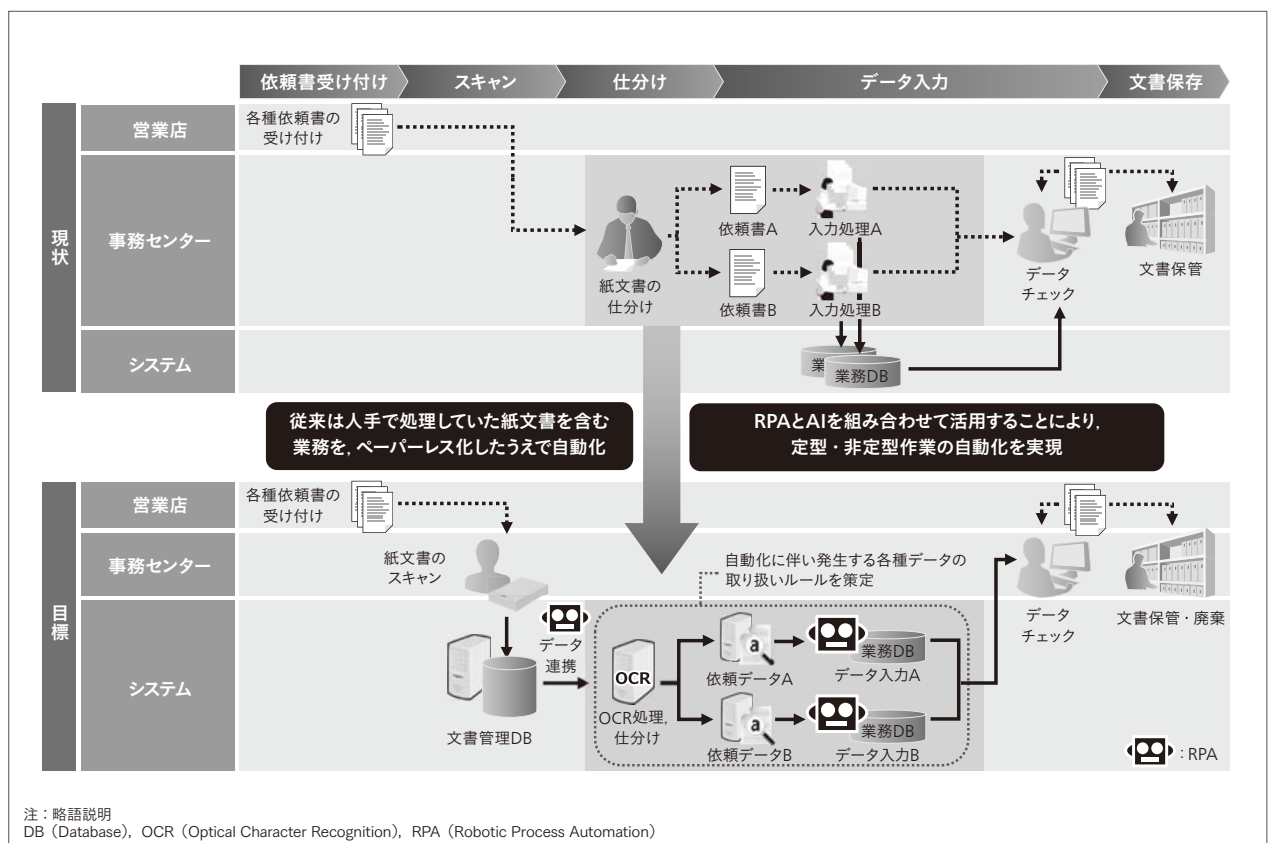 依頼書受け付け
スキャン
仕分け
データ入力
文書保存
現状
営業店
各種依頼書の
受け付け
事務センター
紙文書の
仕分け
依頼書A
入力処理A
依頼書B
入力処理B
データ
チェック
文書保管
システム
業
業務DB
従来は人手で処理していた紙文書を含む
業務を,ペーパーレス化したうえで自動化
RPAとAIを組み合わせて活用することにより,
定型・非定型作業の自動化を実現
目標
営業店
各種依頼書の
受け付け
事務センター
紙文書の
スキャン
自動化に伴い発生する各種データの
取り扱いルールを策定
データ
チェック
文書保管・廃棄
システム
文書管理DB
データ
連携
OCR
OCR処理,
仕分け
a
依頼データA
業務DB
データ入力A
a
依頼データB
業務DB
データ入力B
:RPA
注:略語説明
DB(Database),OCR(Optical Character Recognition),RPA(Robotic Process Automation)